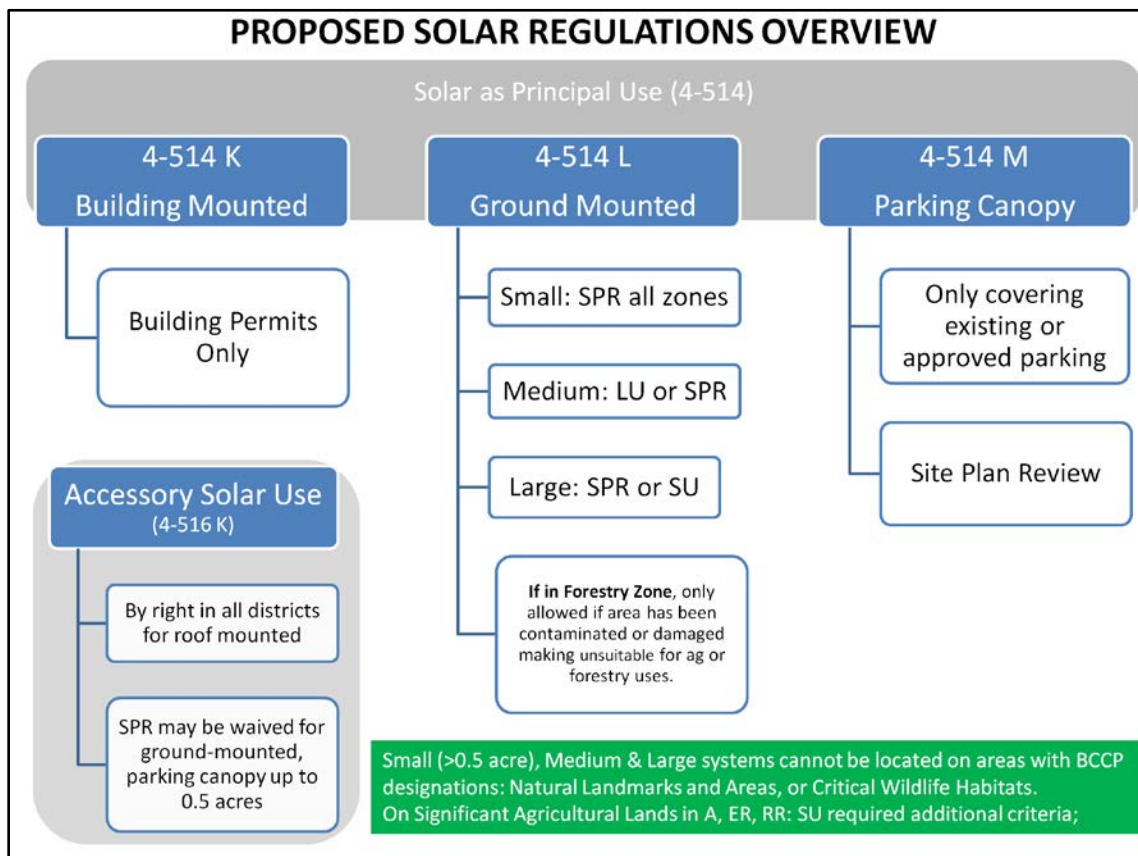 PROPOSED SOLAR REGULATIONS OVERVIEW
Solar as Principal Use (4-514)
4-514 K
Building Mounted
Building Permits
Only
4-514 L
Ground Mounted
Small: SPR all zones
Medium: LU or SPR
Large: SPR or SU
If in Forestry Zone, only
allowed if area has been
contaminated or damaged
making unsuitable for ag or
forestry uses.
4-514 M
Parking Canopy
Only covering
existing or
approved parking
Site Plan Review
Accessory Solar Use
(4-516 K)
By right in all districts
for roof mounted
SPR may be waived for
ground-mounted,
parking canopy up to
0.5 acres
Small (>0.5 acre), Medium & Large systems cannot be located on areas with BCCP
designations: Natural Landmarks and Areas, or Critical Wildlife Habitats.
On Significant Agricultural Lands in A, ER, RR: SU required additional criteria;